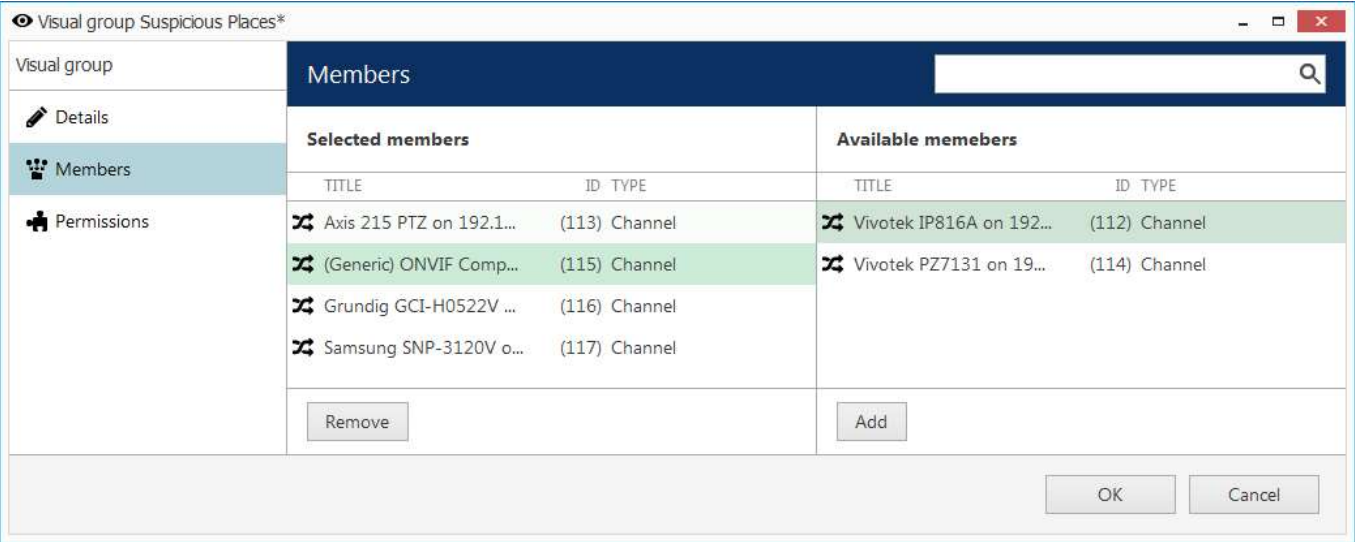 Visual group Suspicious Places*
Visual group
Members
Details
Members
Permissions
Selected members
TITLE ID TYPE
Axis 215 PTZ on 192.1... (113) Channel
(Generic) ONVIF Comp... (115) Channel
Grundig GCI-H0522V ... (116) Channel
Samsung SNP-3120V o... (117) Channel
Remove
Available memebers
TITLE ID TYPE
Vivotek IP816A on 192... (112) Channel
Vivotek PZ7131 on 19... (114) Channel
Add
OK Cancel